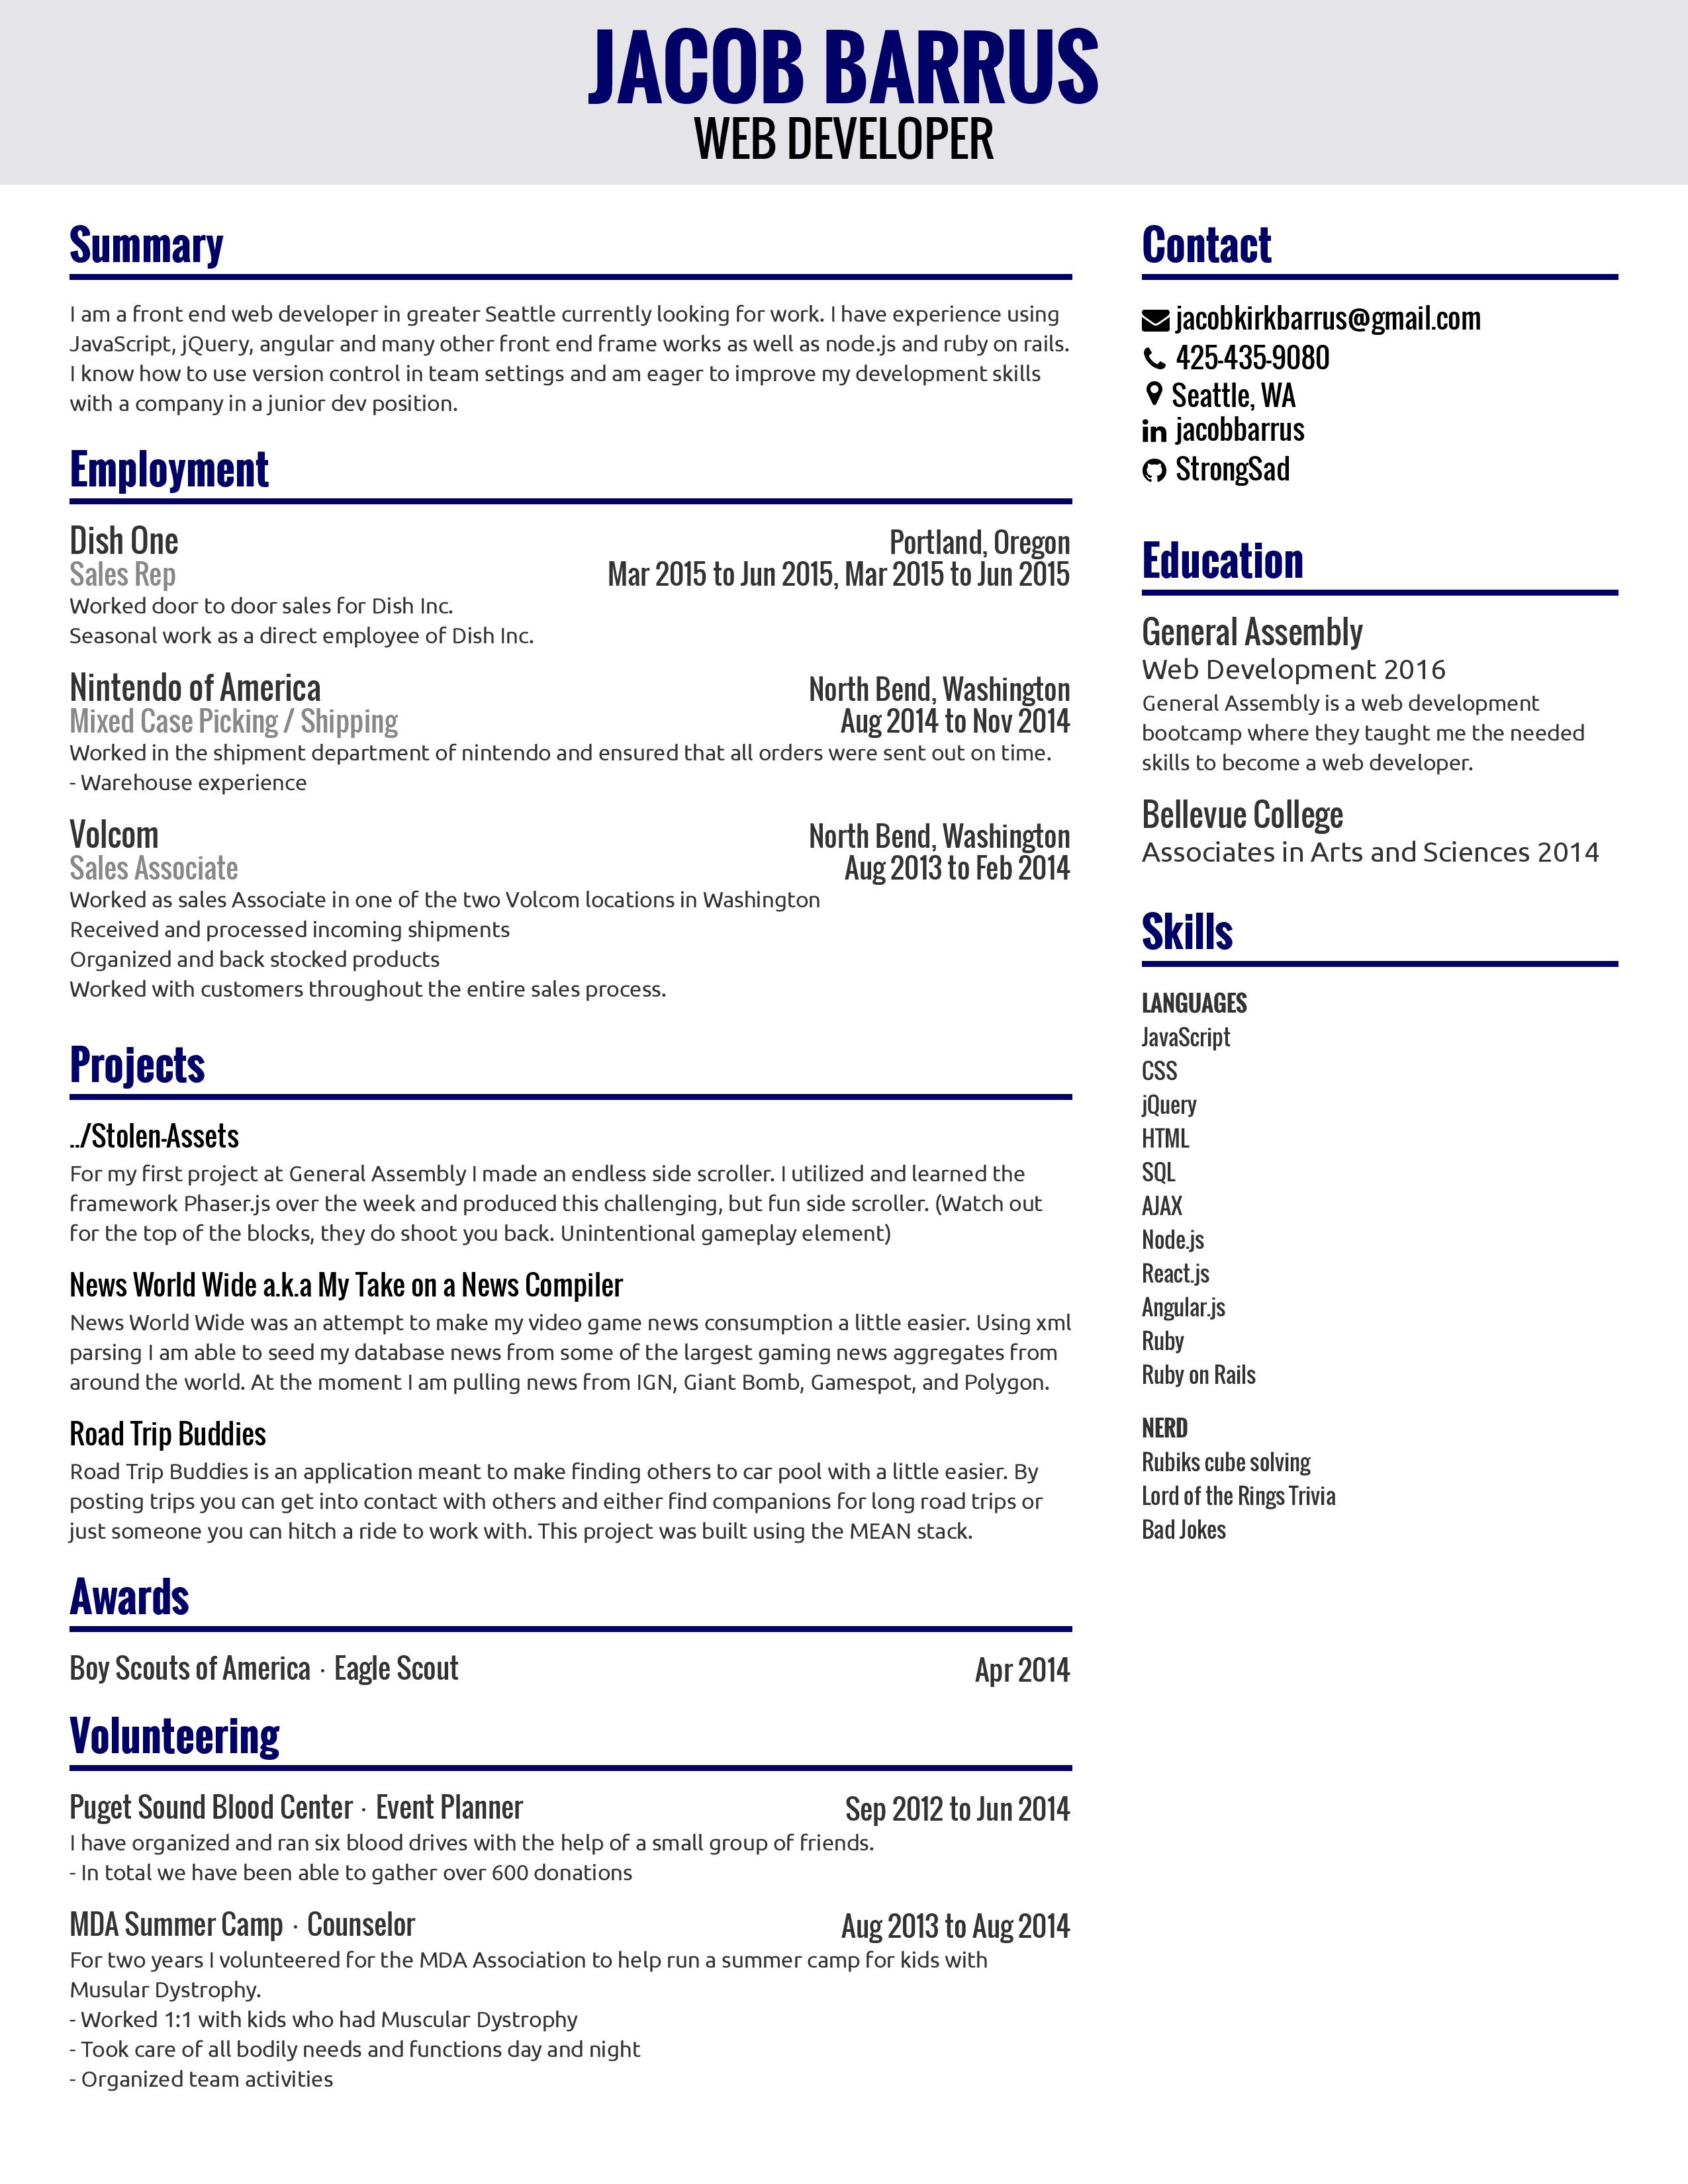 JACOB BARRUS
WEB DEVELOPER
Summary
I am a front end web developer in greater Seattle currently looking for work. I have experience using
JavaScript, jQuery, angular and many other front end frame works as well as node.js and ruby on rails.
I know how to use version control in team settings and am eager to improve my development skills
with a company in a junior dev position.
Employment
Dish One Portland, Oregon
Sales Rep Mar 2015 to Jun 2015, Mar 2015 to Jun 2015
Worked door to door sales for Dish Inc.
Seasonal work as a direct employee of Dish Inc.
Nintendo of America North Bend, Washington
Mixed Case Picking / Shipping Aug 2014 to Nov 2014
Worked in the shipment department of nintendo and ensured that all orders were sent out on time.
- Warehouse experience
Volcom North Bend, Washington
Sales Associate Aug 2013 to Feb 2014
Worked as sales Associate in one of the two Volcom locations in Washington
Received and processed incoming shipments
Organized and back stocked products
Worked with customers throughout the entire sales process.
Projects
../Stolen-Assets
For my first project at General Assembly I made an endless side scroller. I utilized and learned the
framework Phaser.js over the week and produced this challenging, but fun side scroller. (Watch out
for the top of the blocks, they do shoot you back. Unintentional gameplay element)
News World Wide a.k.a My Take on a News Compiler
News World Wide was an attempt to make my video game news consumption a little easier. Using xml
parsing I am able to seed my database news from some of the largest gaming news aggregates from
around the world. At the moment I am pulling news from IGN, Giant Bomb, Gamespot, and Polygon.
Road Trip Buddies
Road Trip Buddies is an application meant to make finding others to car pool with a little easier. By
posting trips you can get into contact with others and either find companions for long road trips or
just someone you can hitch a ride to work with. This project was built using the MEAN stack.
Awards
Boy Scouts of America · Eagle Scout Apr 2014
Volunteering
Puget Sound Blood Center · Event Planner Sep 2012 to Jun 2014
I have organized and ran six blood drives with the help of a small group of friends.
- In total we have been able to gather over 600 donations
MDA Summer Camp · Counselor Aug 2013 to Aug 2014
For two years I volunteered for the MDA Association to help run a summer camp for kids with
Musular Dystrophy.
- Worked 1:1 with kids who had Muscular Dystrophy
- Took care of all bodily needs and functions day and night
- Organized team activities
Contact
jacobkirkbarrus@gmail.com
425-435-9080
Seattle, WA
in jacobbarrus
StrongSad
Education
General Assembly
Web Development 2016
General Assembly is a web development
bootcamp where they taught me the needed
skills to become a web developer.
Bellevue College
Associates in Arts and Sciences 2014
Skills
LANGUAGES
JavaScript
CSS
jQuery
HTML
SQL
AJAX
Node.js
React.js
Angular.js
Ruby
Ruby on Rails
NERD
Rubiks cube solving
Lord of the Rings Trivia
Bad Jokes